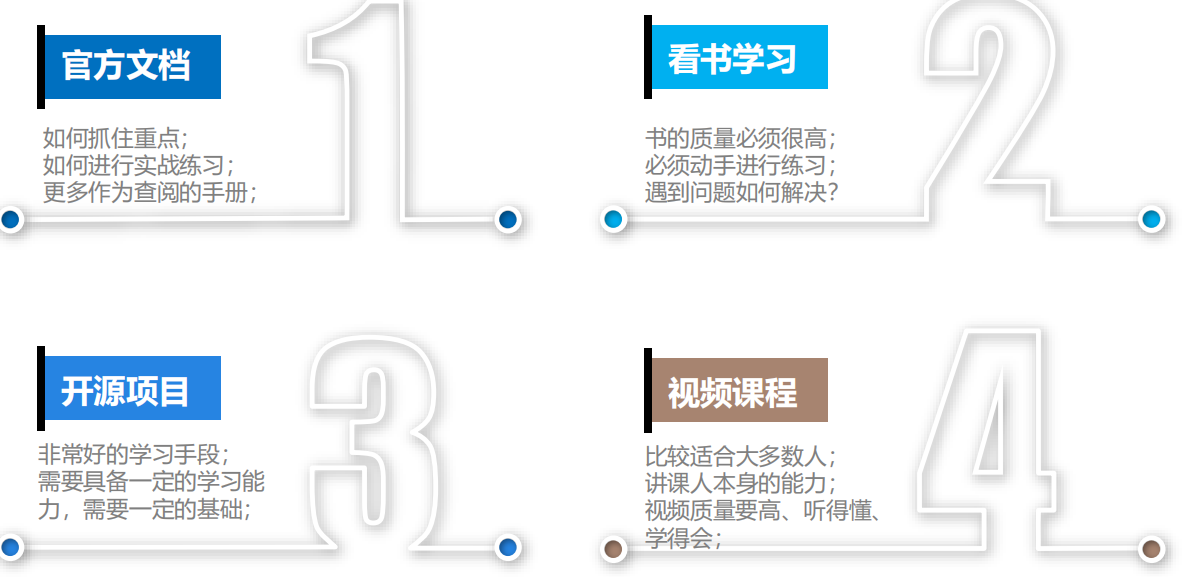 1
官方文档
如何抓住重点；
如何进行实战练习；
更多作为查阅的手册；
2
看书学习
书的质量必须很高；
必须动手进行练习；
遇到问题如何解决？
3
开源项目
非常好的学习手段；
需要具备一定的学习能
力，需要一定的基础；
4
视频课程
比较适合大多数人；
讲课人本身的能力；
视频质量要高、听得懂、
学得会；